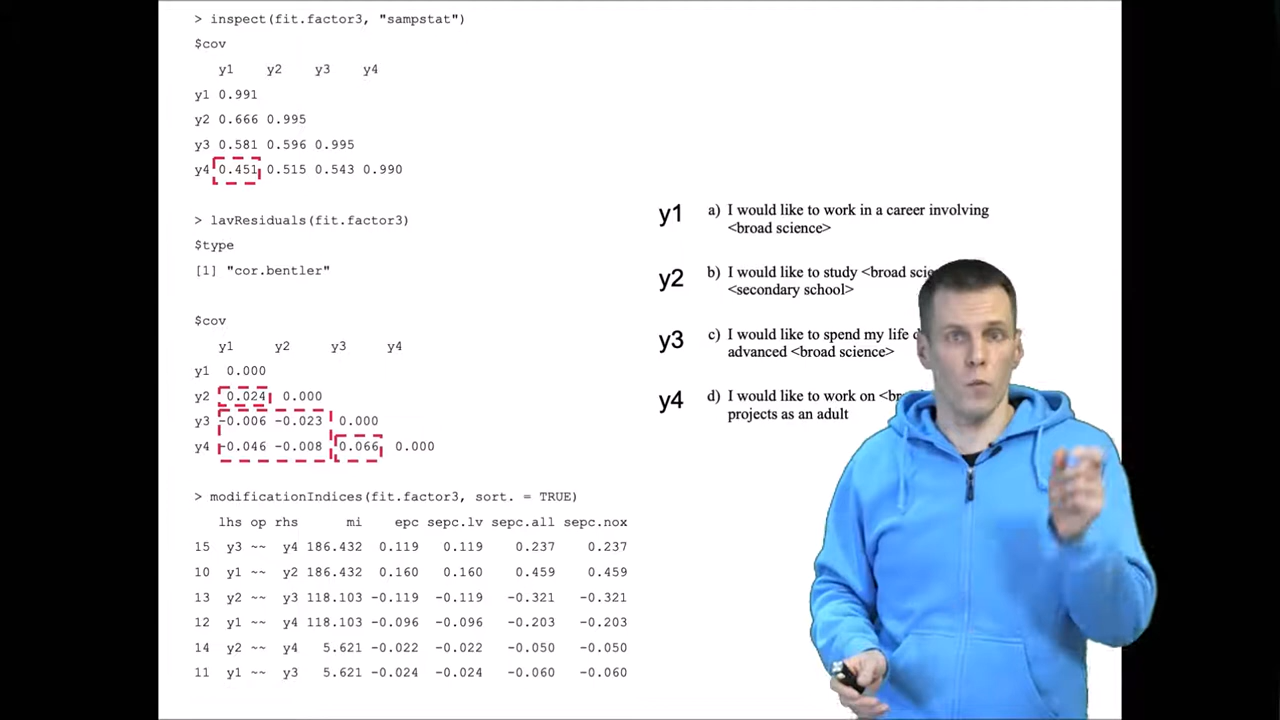 > inspect(fit.factor3, "sampstat")
$cov
y1 y2 y3 y4
y1 0.991
y2 0.666 0.995
y3 0.581 0.596 0.995
y4 0.451 0.515 0.543 0.990
> lavResiduals(fit.factor3)
$type
[1] "cor.bentler"
$cov
y1 y2 y3 y4
y1 0.000
y2 0.024 0.000
y3 -0.006 -0.023 0.000
y4 -0.046 -0.008 0.066 0.000
> modificationIndices(fit.factor3, sort. = TRUE)
lhs op rhs mi epc sepc.lv sepc.all sepc.nox
15 y3 ~~ y4 186.432 0.119 0.119 0.237 0.237
10 y1 ~~ y2 186.432 0.160 0.160 0.459 0.459
13 y2 ~~ y3 118.103 -0.119 -0.119 -0.321 -0.321
12 y1 ~~ y4 118.103 -0.096 -0.096 -0.203 -0.203
14 y2 ~~ y4 5.621 -0.022 -0.022 -0.050 -0.050
11 y1 ~~ y3 5.621 -0.024 -0.024 -0.060 -0.060
y1 a) I would like to work in a career involving
<broad science>
y2 b) I would like to study <broad
<secondary school>
y3 c) I would like to spend my life
advanced <broad science>
y4 d) I would like to work on
projects as an adult